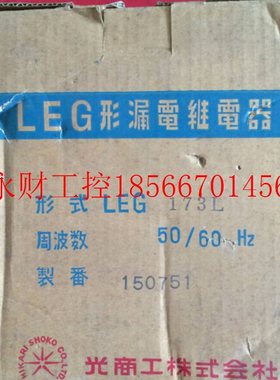 LEG形漏電継電器
永财工控18566701456
形式 LEG 173L
周波数 50/60 Hz
製番 150751
HIKARI SHOKO CO., LTD.
光商工株式会社